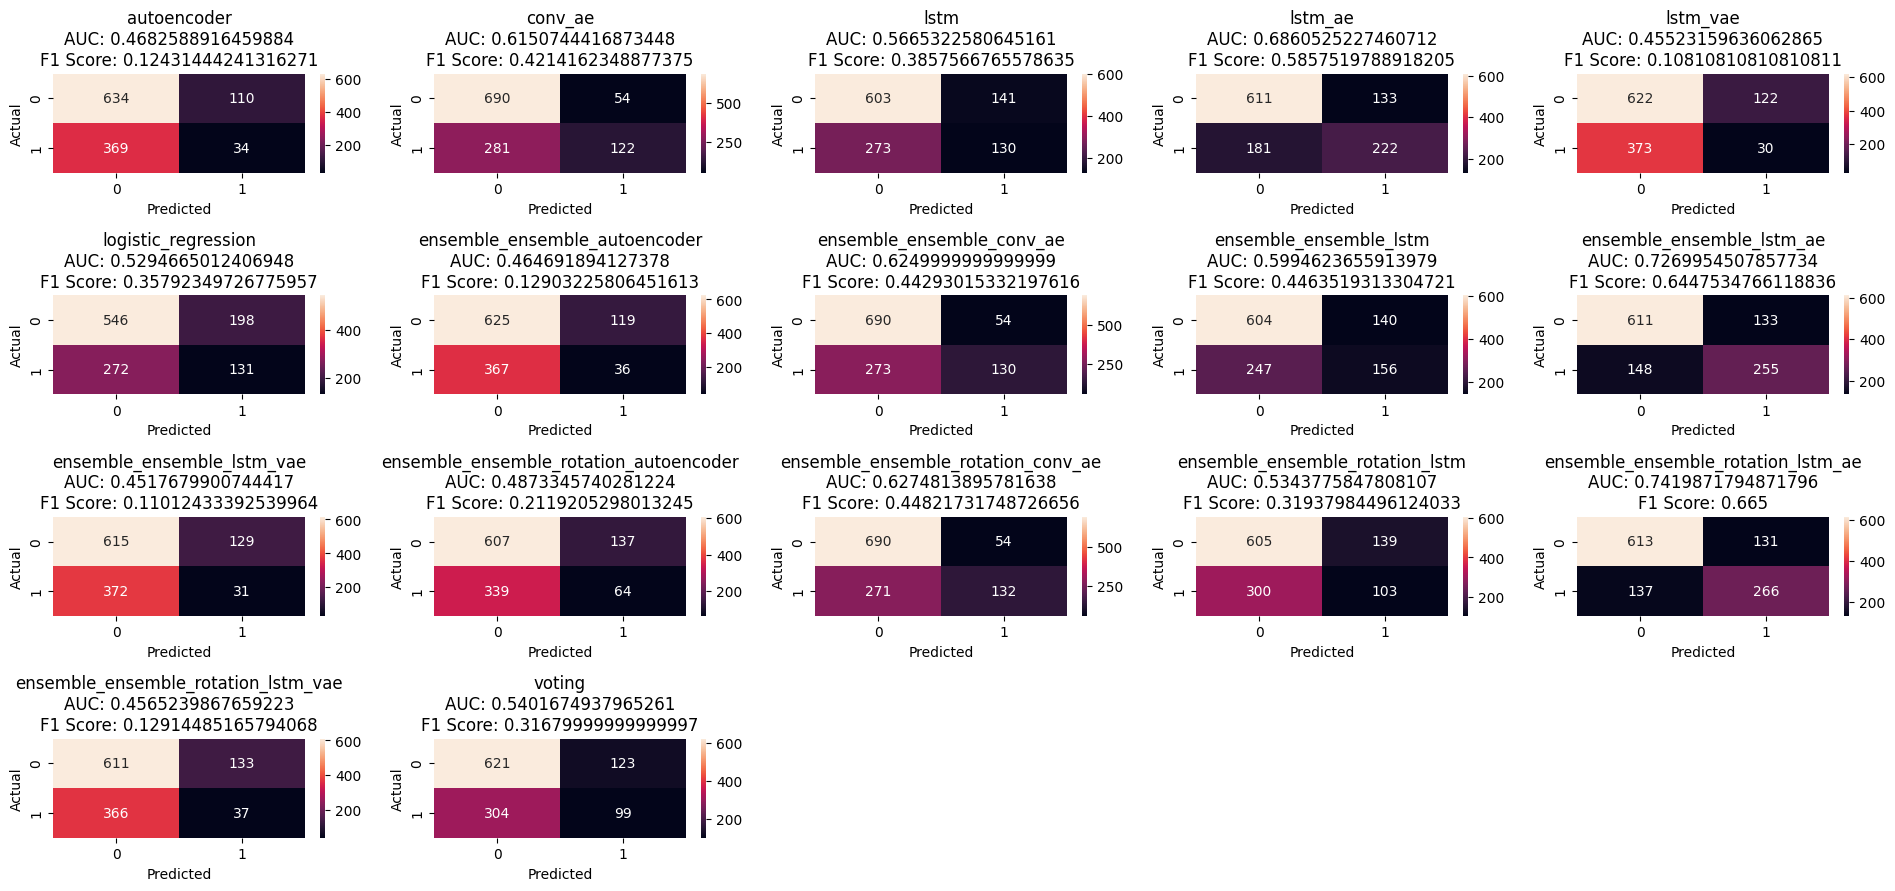 autoencoder
AUC: 0.4682588916459884
F1 Score: 0.12431444241316271
Actual
0
1
634
110
369
34
600
400
200
0
1
Predicted
conv_ae
AUC: 0.6150744416873448
F1 Score: 0.4214162348877375
Actual
0
1
690
54
281
122
500
250
0
1
Predicted
lstm
AUC: 0.5665322580645161
F1 Score: 0.3857566765578635
Actual
0
1
603
141
273
130
600
400
200
0
1
Predicted
lstm_ae
AUC: 0.6860525227460712
F1 Score: 0.5857519788918205
Actual
0
1
611
133
181
222
600
400
200
0
1
Predicted
lstm_vae
AUC: 0.45523159636062865
F1 Score: 0.10810810810810811
Actual
0
1
622
122
373
30
600
400
200
0
1
Predicted
logistic_regression
AUC: 0.5294665012406948
F1 Score: 0.35792349726775957
Actual
0
1
546
198
272
131
400
200
0
1
Predicted
ensemble_ensemble_autoencoder
AUC: 0.464691894127378
F1 Score: 0.12903225806451613
Actual
0
1
625
119
367
36
600
400
200
0
1
Predicted
ensemble_ensemble_conv_ae
AUC: 0.6249999999999999
F1 Score: 0.44293015332197616
Actual
0
1
690
54
273
130
500
250
0
1
Predicted
ensemble_ensemble_lstm
AUC: 0.5994623655913979
F1 Score: 0.4463519313304721
Actual
0
1
604
140
247
156
600
400
200
0
1
Predicted
ensemble_ensemble_lstm_ae
AUC: 0.7269954507857734
F1 Score: 0.6447534766118836
Actual
0
1
611
133
148
255
600
400
200
0
1
Predicted
ensemble_ensemble_lstm_vae
AUC: 0.4517679900744417
F1 Score: 0.11012433392539964
Actual
0
1
615
129
372
31
600
400
200
0
1
Predicted
ensemble_ensemble_rotation_autoencoder
AUC: 0.4873345740281224
F1 Score: 0.2119205298013245
Actual
0
1
607
137
339
64
600
400
200
0
1
Predicted
ensemble_ensemble_rotation_conv_ae
AUC: 0.6274813895781638
F1 Score: 0.44821731748726656
Actual
0
1
690
54
271
132
500
250
0
1
Predicted
ensemble_ensemble_rotation_lstm
AUC: 0.5343775847808107
F1 Score: 0.31937984496124033
Actual
0
1
605
139
300
103
600
400
200
0
1
Predicted
ensemble_ensemble_rotation_lstm_ae
AUC: 0.7419871794871796
F1 Score: 0.665
Actual
0
1
613
131
137
266
600
400
200
0
1
Predicted
ensemble_ensemble_rotation_lstm_vae
AUC: 0.4565239867659223
F1 Score: 0.12914485165794068
Actual
0
1
611
133
366
37
600
400
200
0
1
Predicted
voting
AUC: 0.5401674937965261
F1 Score: 0.31679999999999997
Actual
0
1
621
123
304
99
600
400
200
0
1
Predicted